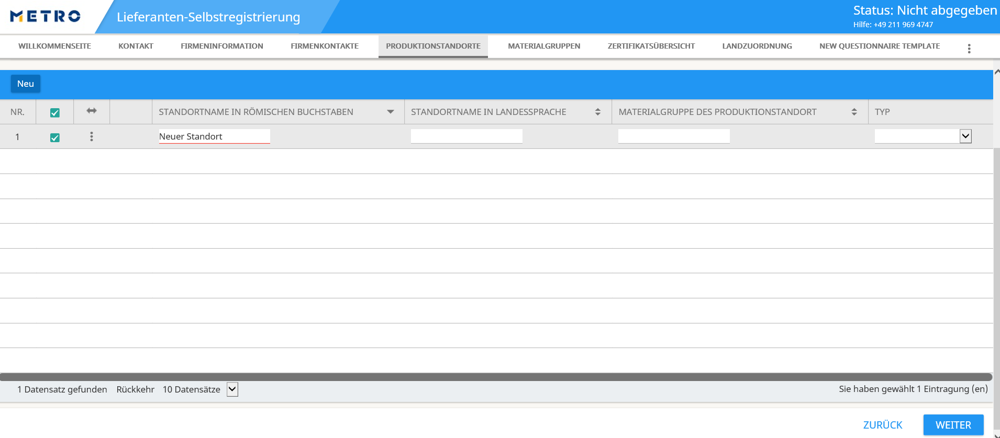 METRO
Lieferanten-Selbstregistrierung
Status: Nicht abgegeben
Hilfe: +49 211 969 4747
WILLKOMMENSEITE KONTAKT FIRMENINFORMATION FIRMENKONTAKTE PRODUKTIONSTANDORTE MATERIALGRUPPEN ZERTIFIKATSÜBERSICHT LANDZUORDNUNG NEW QUESTIONNAIRE TEMPLATE
Neu
NR. STANDORTNAME IN RÖMISCHEN BUCHSTABEN STANDORTNAME IN LANDESSPRACHE MATERIALGRUPPE DES PRODUKTIONSTANDORT TYP
1 Neuer Standort
1 Datensatz gefunden Rückkehr 10 Datensätze Sie haben gewählt 1 Eintragung (en)
ZURÜCK WEITER